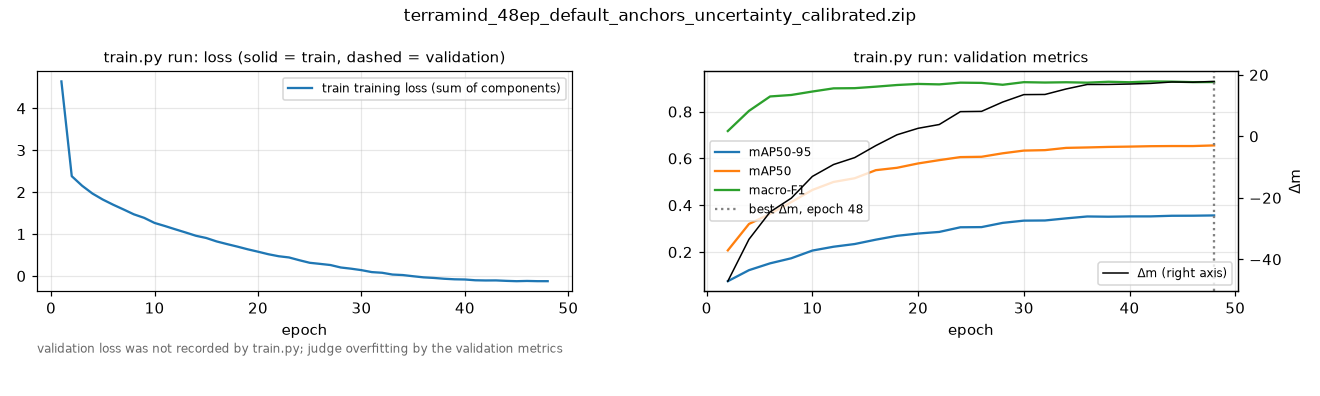 terramind_48ep_default_anchors_uncertainty_calibrated.zip
train.py run: loss (solid = train, dashed = validation)
train training loss (sum of components)
4
3
2
1
0
0 10 20 30 40 50
epoch
validation loss was not recorded by train.py; judge overfitting by the validation metrics
train.py run: validation metrics
0.8
0.6
0.4
0.2
mAP50-95
mAP50
macro-F1
best Δm, epoch 48
Δm (right axis)
20
0
−20
−40
Δm
0 10 20 30 40 50
epoch